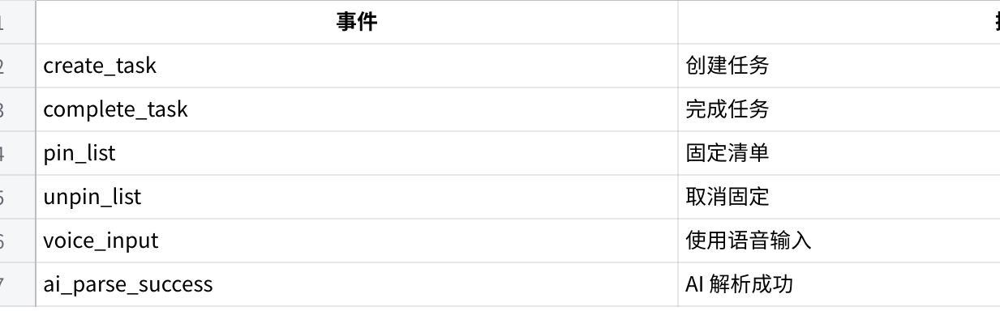 事件
2 create_task 创建任务
3 complete_task 完成任务
4 pin_list 固定清单
5 unpin_list 取消固定
6 voice_input 使用语音输入
7 ai_parse_success AI 解析成功